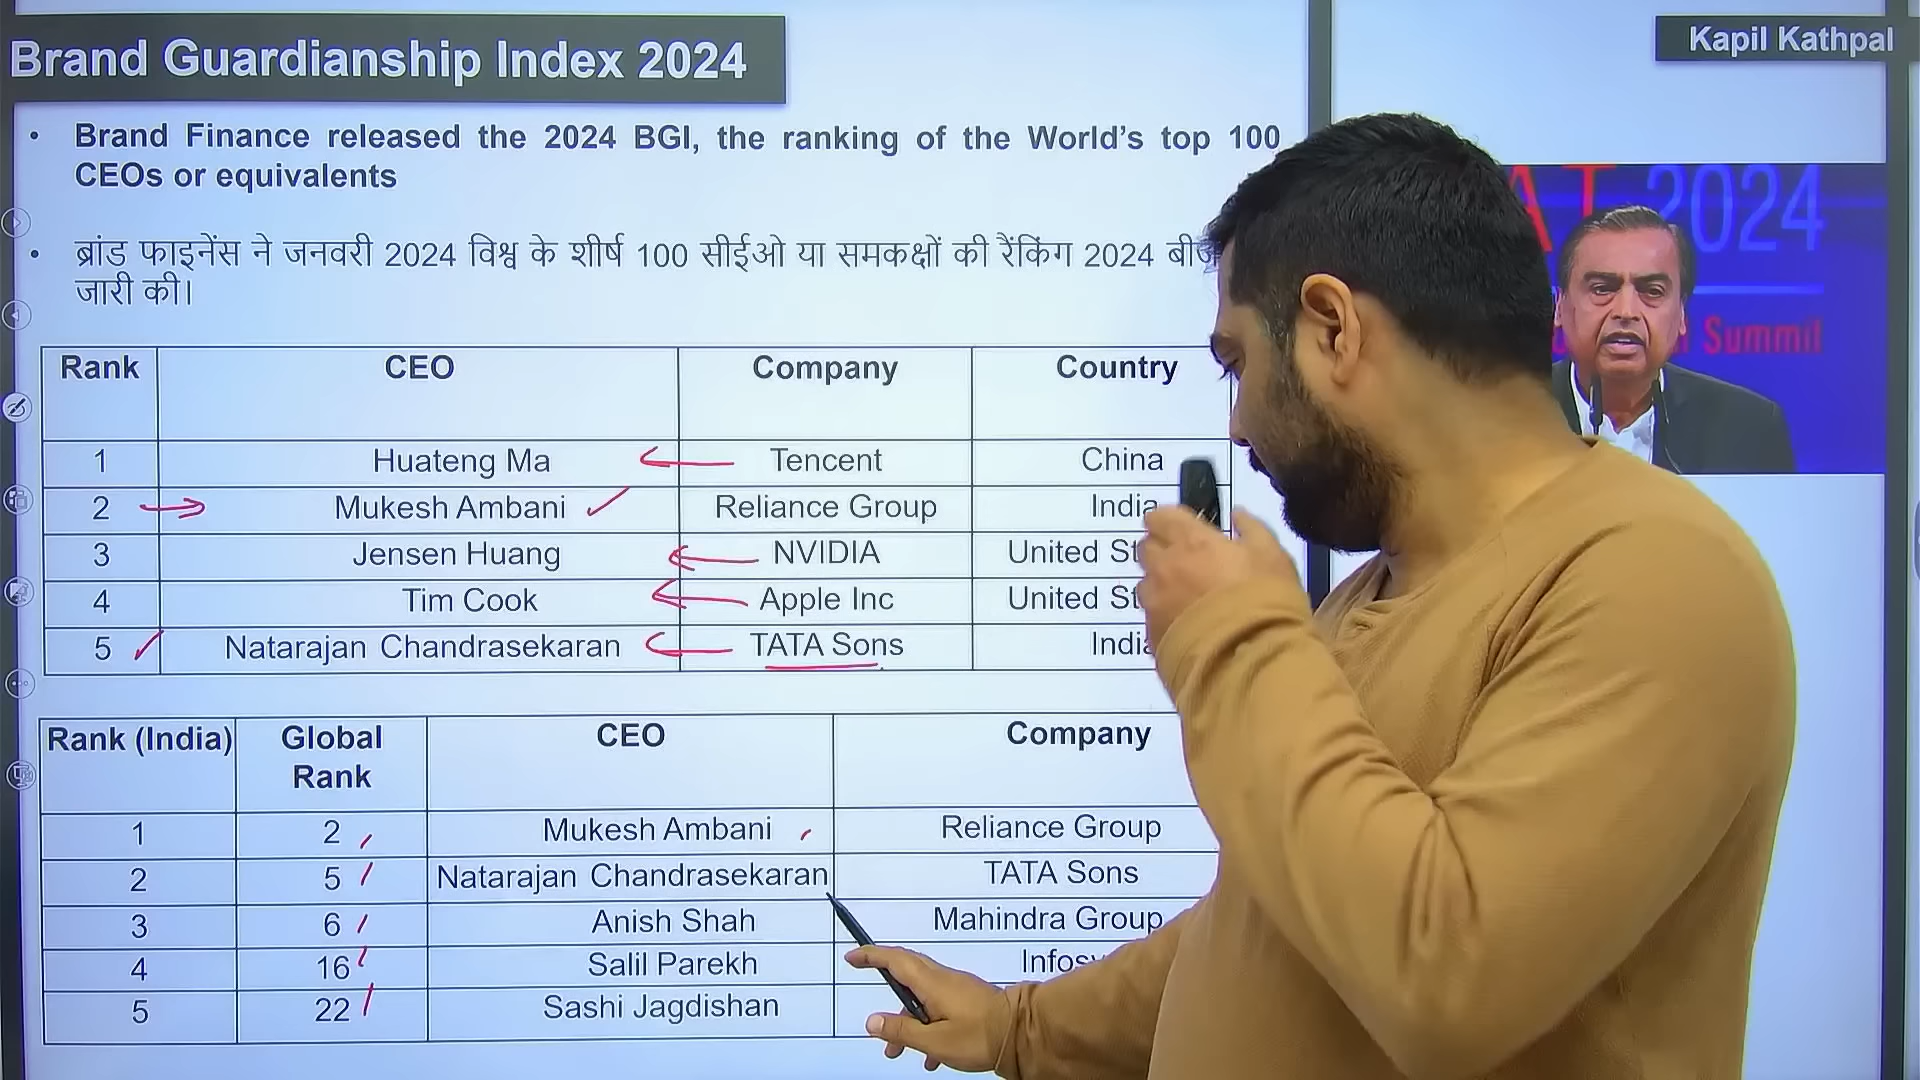 Brand Guardianship Index 2024
Kapil Kathpal
• Brand Finance released the 2024 BGI, the ranking of the World's top 100
CEOs or equivalents
• ब्रांड फाइनेंस ने जनवरी 2024 विश्व के शीर्ष 100 सीईओ या समकक्षों की रैंकिंग 2024
जारी की।
2024
Summit
Rank CEO Company Country
1 Huateng Ma Tencent China
2 Mukesh Ambani Reliance Group India
3 Jensen Huang NVIDIA United
4 Tim Cook Apple Inc United
5 Natarajan Chandrasekaran TATA Sons India
Rank (India) Global Rank CEO Company
1 2 Mukesh Ambani Reliance Group
2 5 Natarajan Chandrasekaran TATA Sons
3 6 Anish Shah Mahindra Group
4 16 Salil Parekh
5 22 Sashi Jagdishan